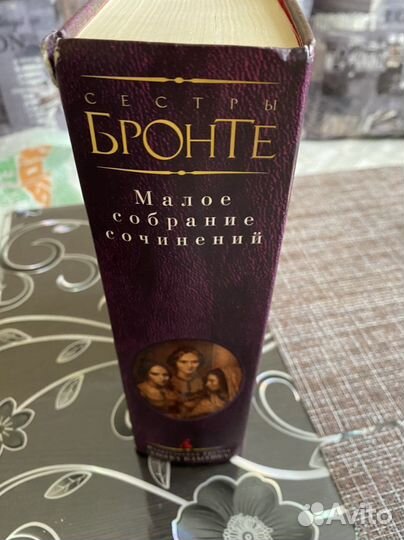 СЕСТРЫ
БРОНТЕ
Малое
собрание
сочинений
Avito